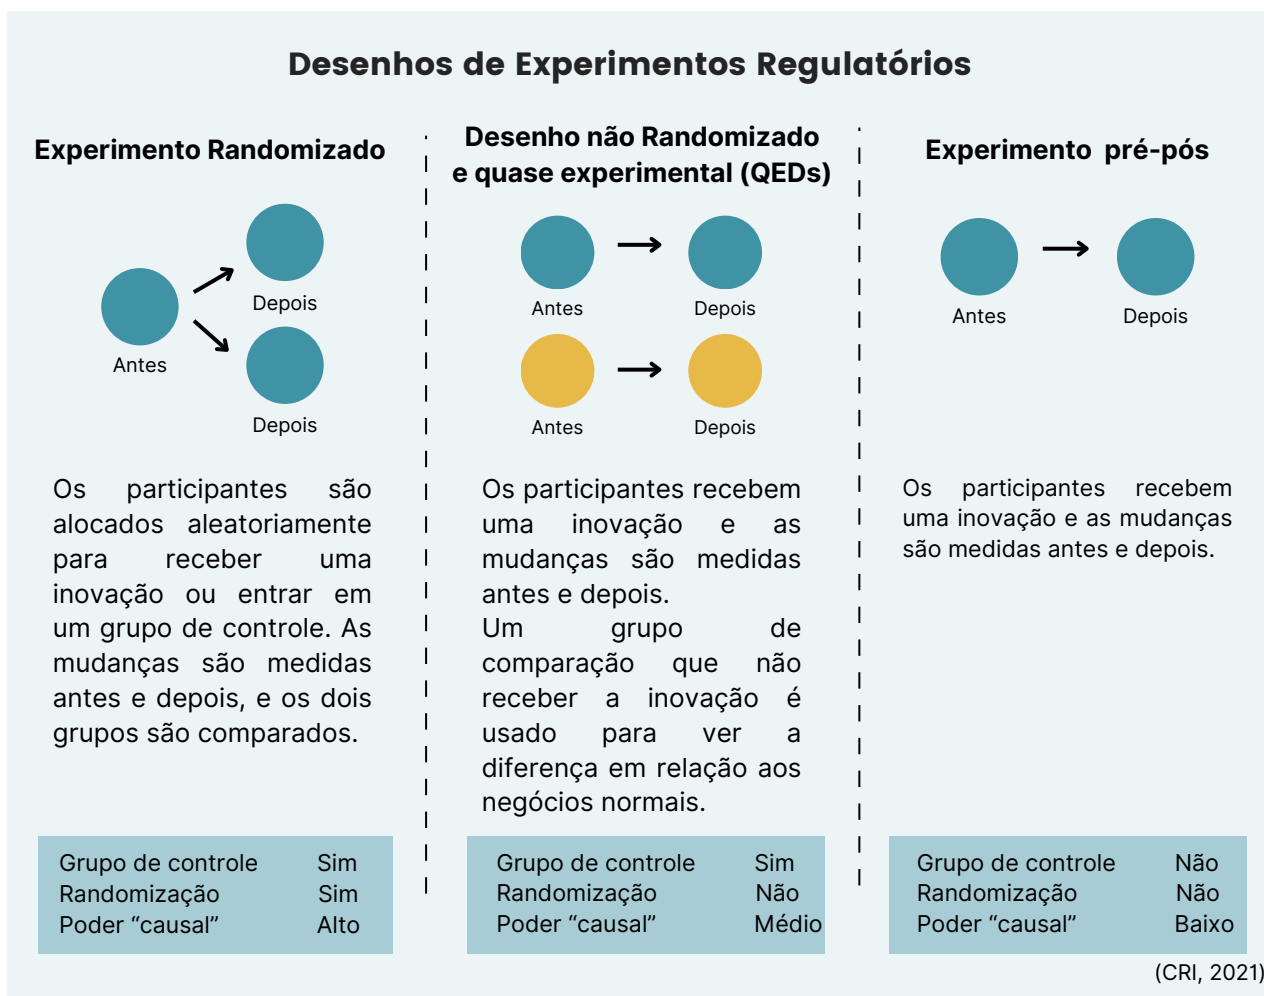 Desenhos de Experimentos Regulatórios
Experimento Randomizado
Antes
Depois
Depois
Os participantes são
alocados aleatoriamente
para receber uma
inovação ou entrar em
um grupo de controle. As
mudanças são medidas
antes e depois, e os dois
grupos são comparados.
Grupo de controle Sim
Randomização Sim
Poder “causal” Alto
Desenho não Randomizado
e quase experimental (QEDs)
Antes
Depois
Antes
Depois
Os participantes recebem
uma inovação e as
mudanças são medidas
antes e depois.
Um grupo de
comparação que não
receber a inovação é
usado para ver a
diferença em relação aos
negócios normais.
Grupo de controle Sim
Randomização Não
Poder “causal” Médio
Experimento pré-pós
Antes
Depois
Os participantes recebem
uma inovação e as mudanças
são medidas antes e depois.
Grupo de controle Não
Randomização Não
Poder “causal” Baixo
(CRI, 2021)